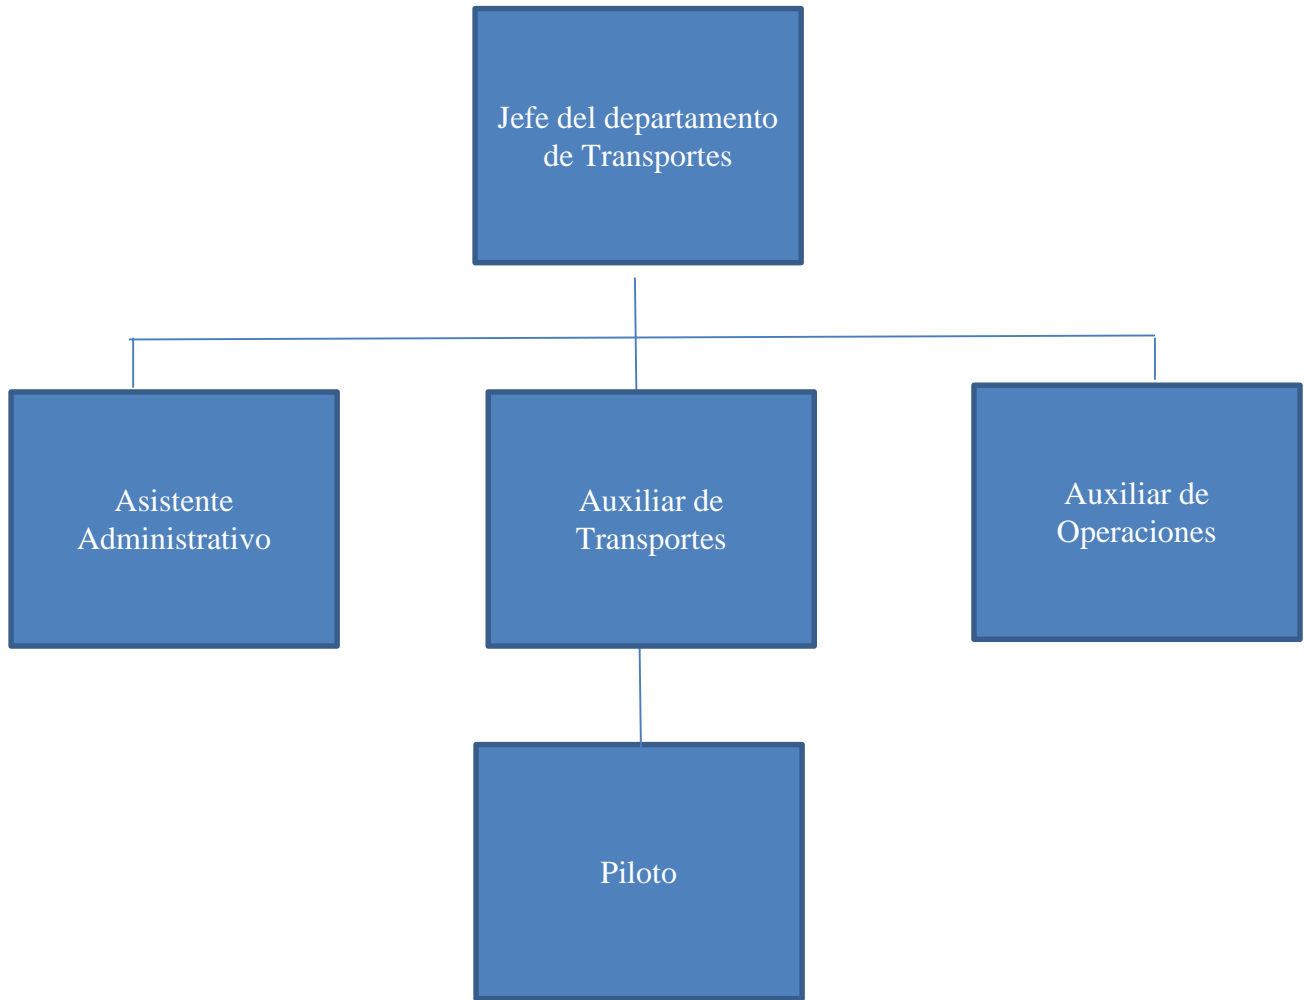 Jefe del departamento
de Transportes
Asistente
Administrativo
Auxiliar de
Transportes
Auxiliar de
Operaciones
Piloto